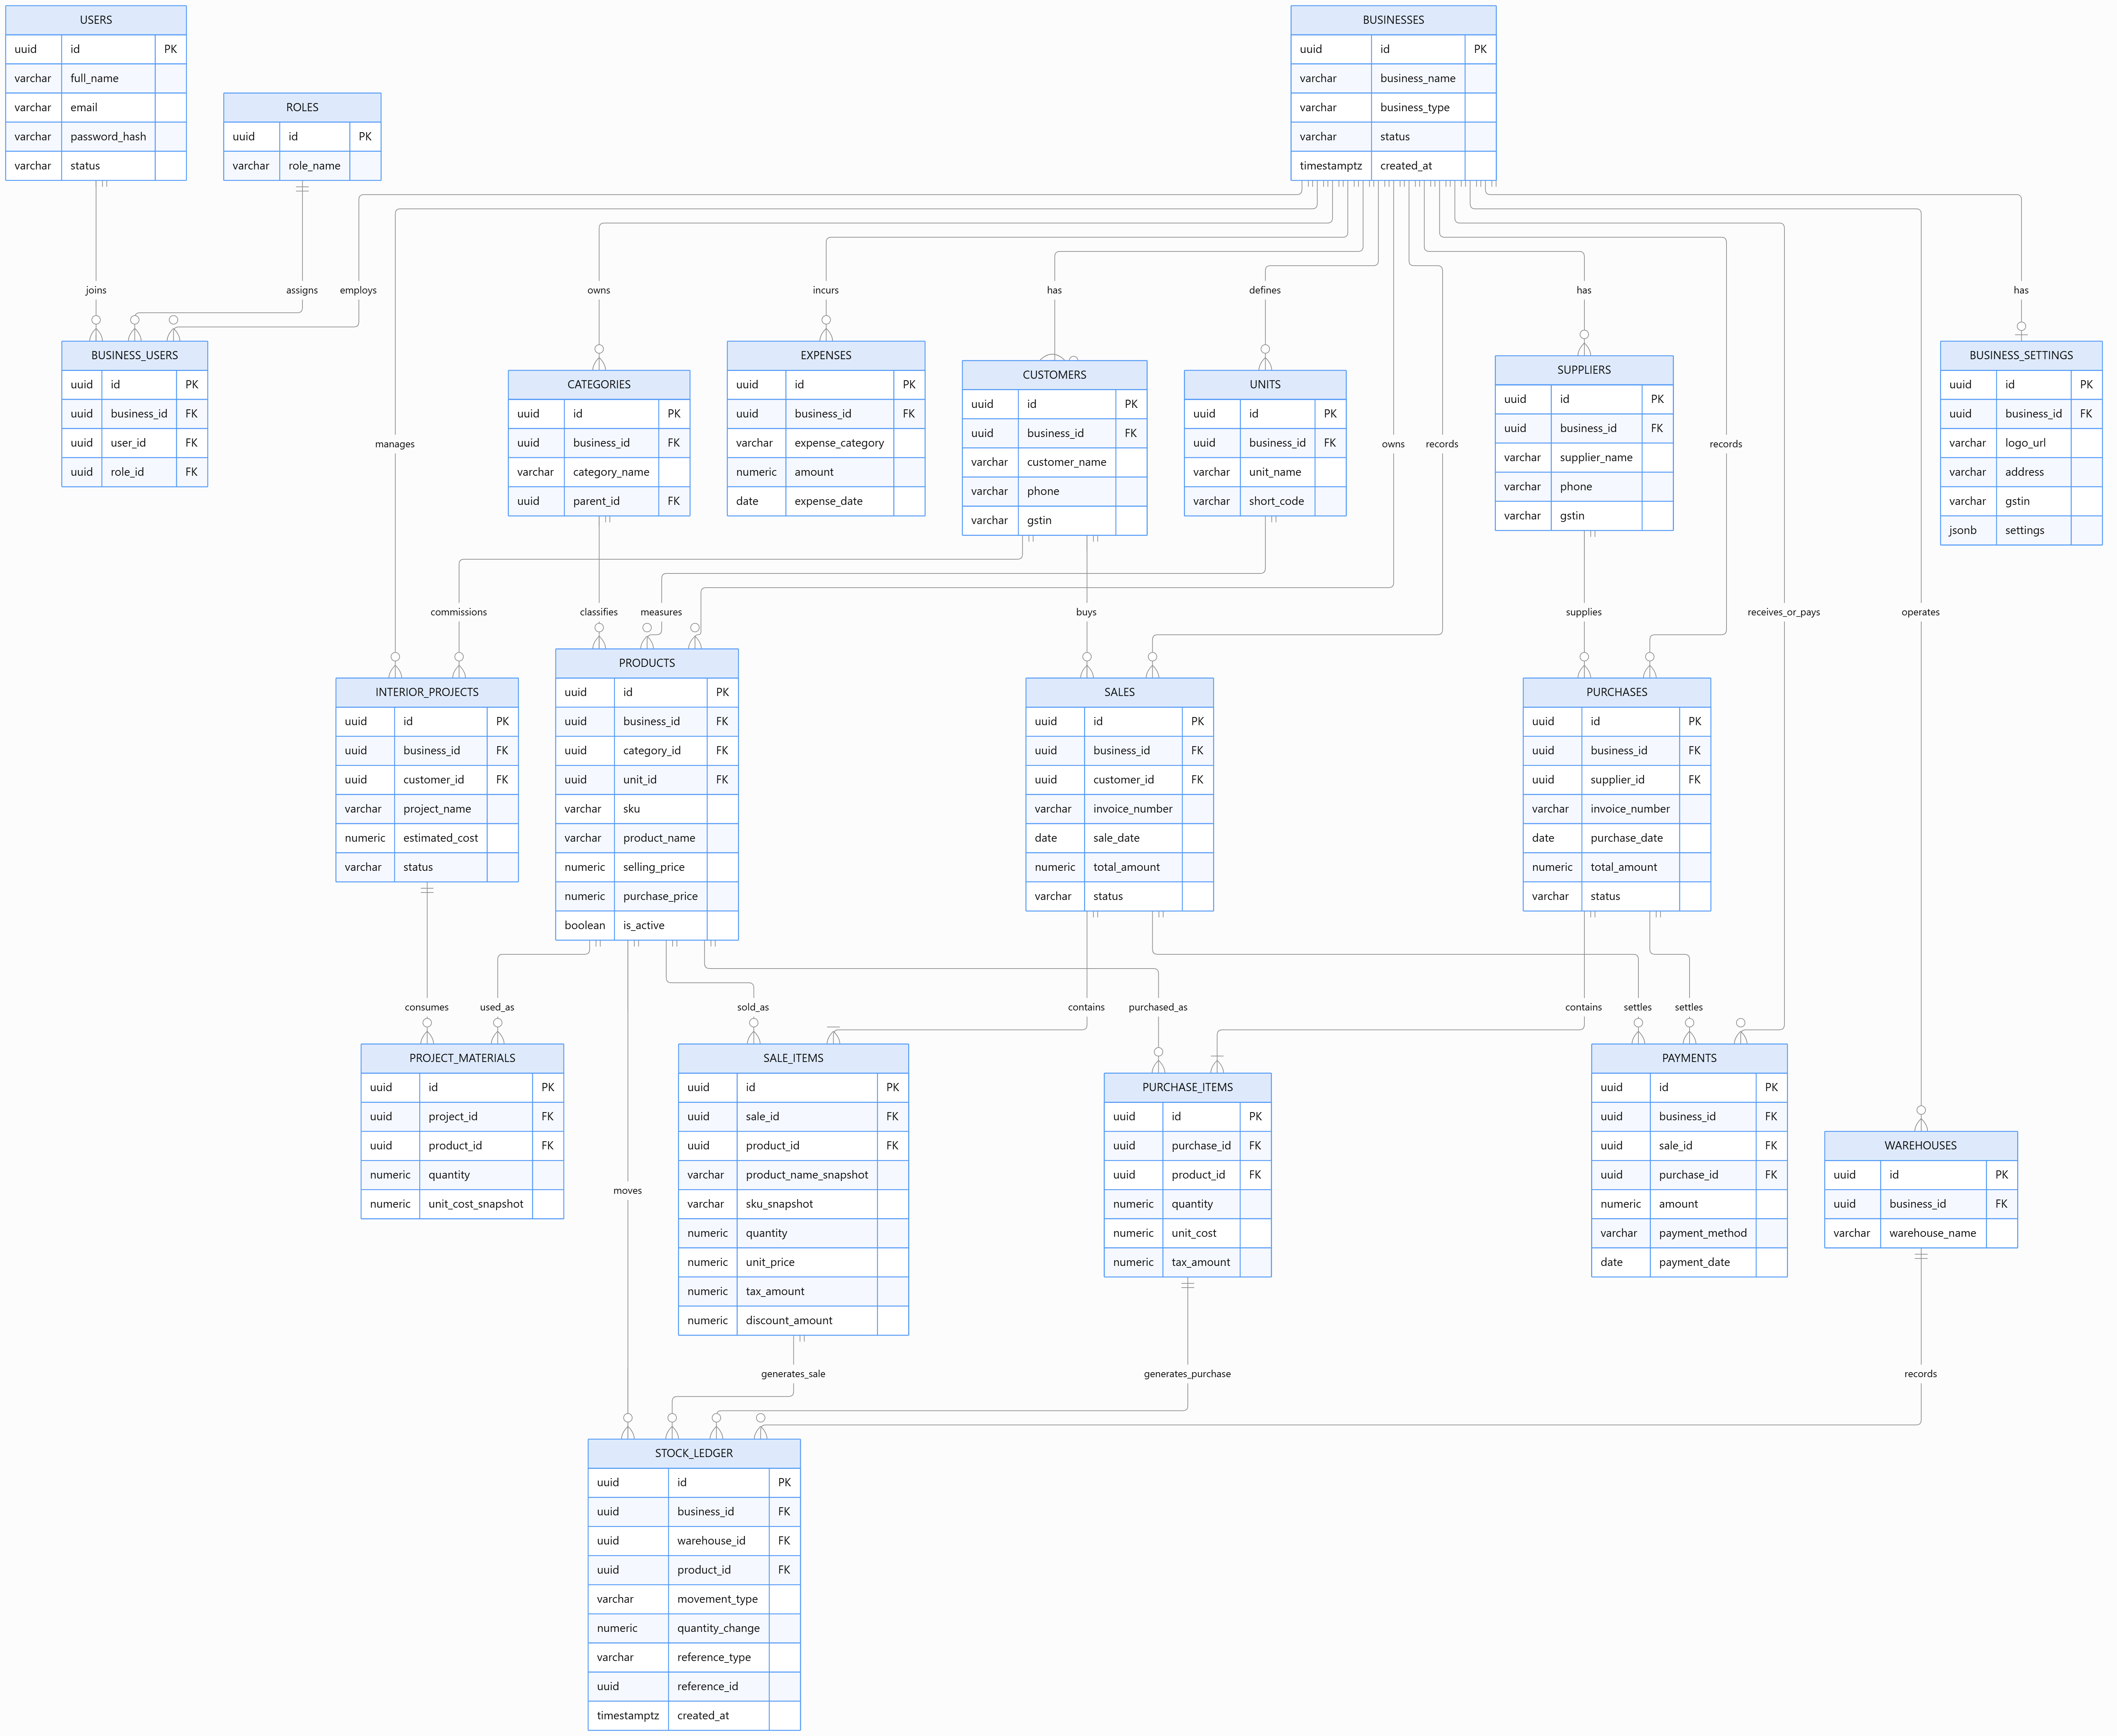 USERS
uuid id PK
varchar full_name
varchar email
varchar password_hash
varchar status
ROLES
uuid id PK
varchar role_name
BUSINESSES
uuid id PK
varchar business_name
varchar business_type
varchar status
timestamptz created_at
joins
assigns
employs
owns
incurs
has
defines
has
has
BUSINESS_USERS
uuid id PK
uuid business_id FK
uuid user_id FK
uuid role_id FK
manages
CATEGORIES
uuid id PK
uuid business_id FK
varchar category_name
uuid parent_id FK
EXPENSES
uuid id PK
uuid business_id FK
varchar expense_category
numeric amount
date expense_date
CUSTOMERS
uuid id PK
uuid business_id FK
varchar customer_name
varchar phone
varchar gstin
UNITS
uuid id PK
uuid business_id FK
varchar unit_name
varchar short_code
owns
records
SUPPLIERS
uuid id PK
uuid business_id FK
varchar supplier_name
varchar phone
varchar gstin
records
BUSINESS_SETTINGS
uuid id PK
uuid business_id FK
varchar logo_url
varchar address
varchar gstin
jsonb settings
commissions
classifies
measures
buys
supplies
receives_or_pays
operates
INTERIOR_PROJECTS
uuid id PK
uuid business_id FK
uuid customer_id FK
varchar project_name
numeric estimated_cost
varchar status
PRODUCTS
uuid id PK
uuid business_id FK
uuid category_id FK
uuid unit_id FK
varchar sku
varchar product_name
numeric selling_price
numeric purchase_price
boolean is_active
SALES
uuid id PK
uuid business_id FK
uuid customer_id FK
varchar invoice_number
date sale_date
numeric total_amount
varchar status
PURCHASES
uuid id PK
uuid business_id FK
uuid supplier_id FK
varchar invoice_number
date purchase_date
numeric total_amount
varchar status
consumes
used_as
sold_as
contains
purchased_as
contains
settles
settles
PROJECT_MATERIALS
uuid id PK
uuid project_id FK
uuid product_id FK
numeric quantity
numeric unit_cost_snapshot
moves
SALE_ITEMS
uuid id PK
uuid sale_id FK
uuid product_id FK
varchar product_name_snapshot
varchar sku_snapshot
numeric quantity
numeric unit_price
numeric tax_amount
numeric discount_amount
PURCHASE_ITEMS
uuid id PK
uuid purchase_id FK
uuid product_id FK
numeric quantity
numeric unit_cost
numeric tax_amount
PAYMENTS
uuid id PK
uuid business_id FK
uuid sale_id FK
uuid purchase_id FK
numeric amount
varchar payment_method
date payment_date
WAREHOUSES
uuid id PK
uuid business_id FK
varchar warehouse_name
generates_sale
generates_purchase
records
STOCK_LEDGER
uuid id PK
uuid business_id FK
uuid warehouse_id FK
uuid product_id FK
varchar movement_type
numeric quantity_change
varchar reference_type
uuid reference_id
timestamptz created_at